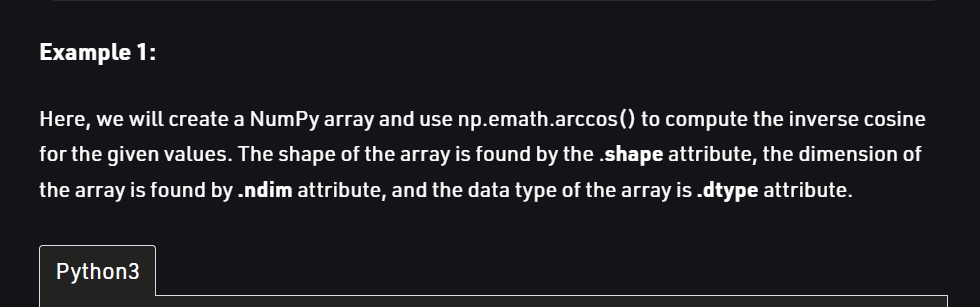 Example 1:
Here, we will create a NumPy array and use np.emath.arccos() to compute the inverse cosine
for the given values. The shape of the array is found by the .shape attribute, the dimension of
the array is found by .ndim attribute, and the data type of the array is .dtype attribute.
Python3